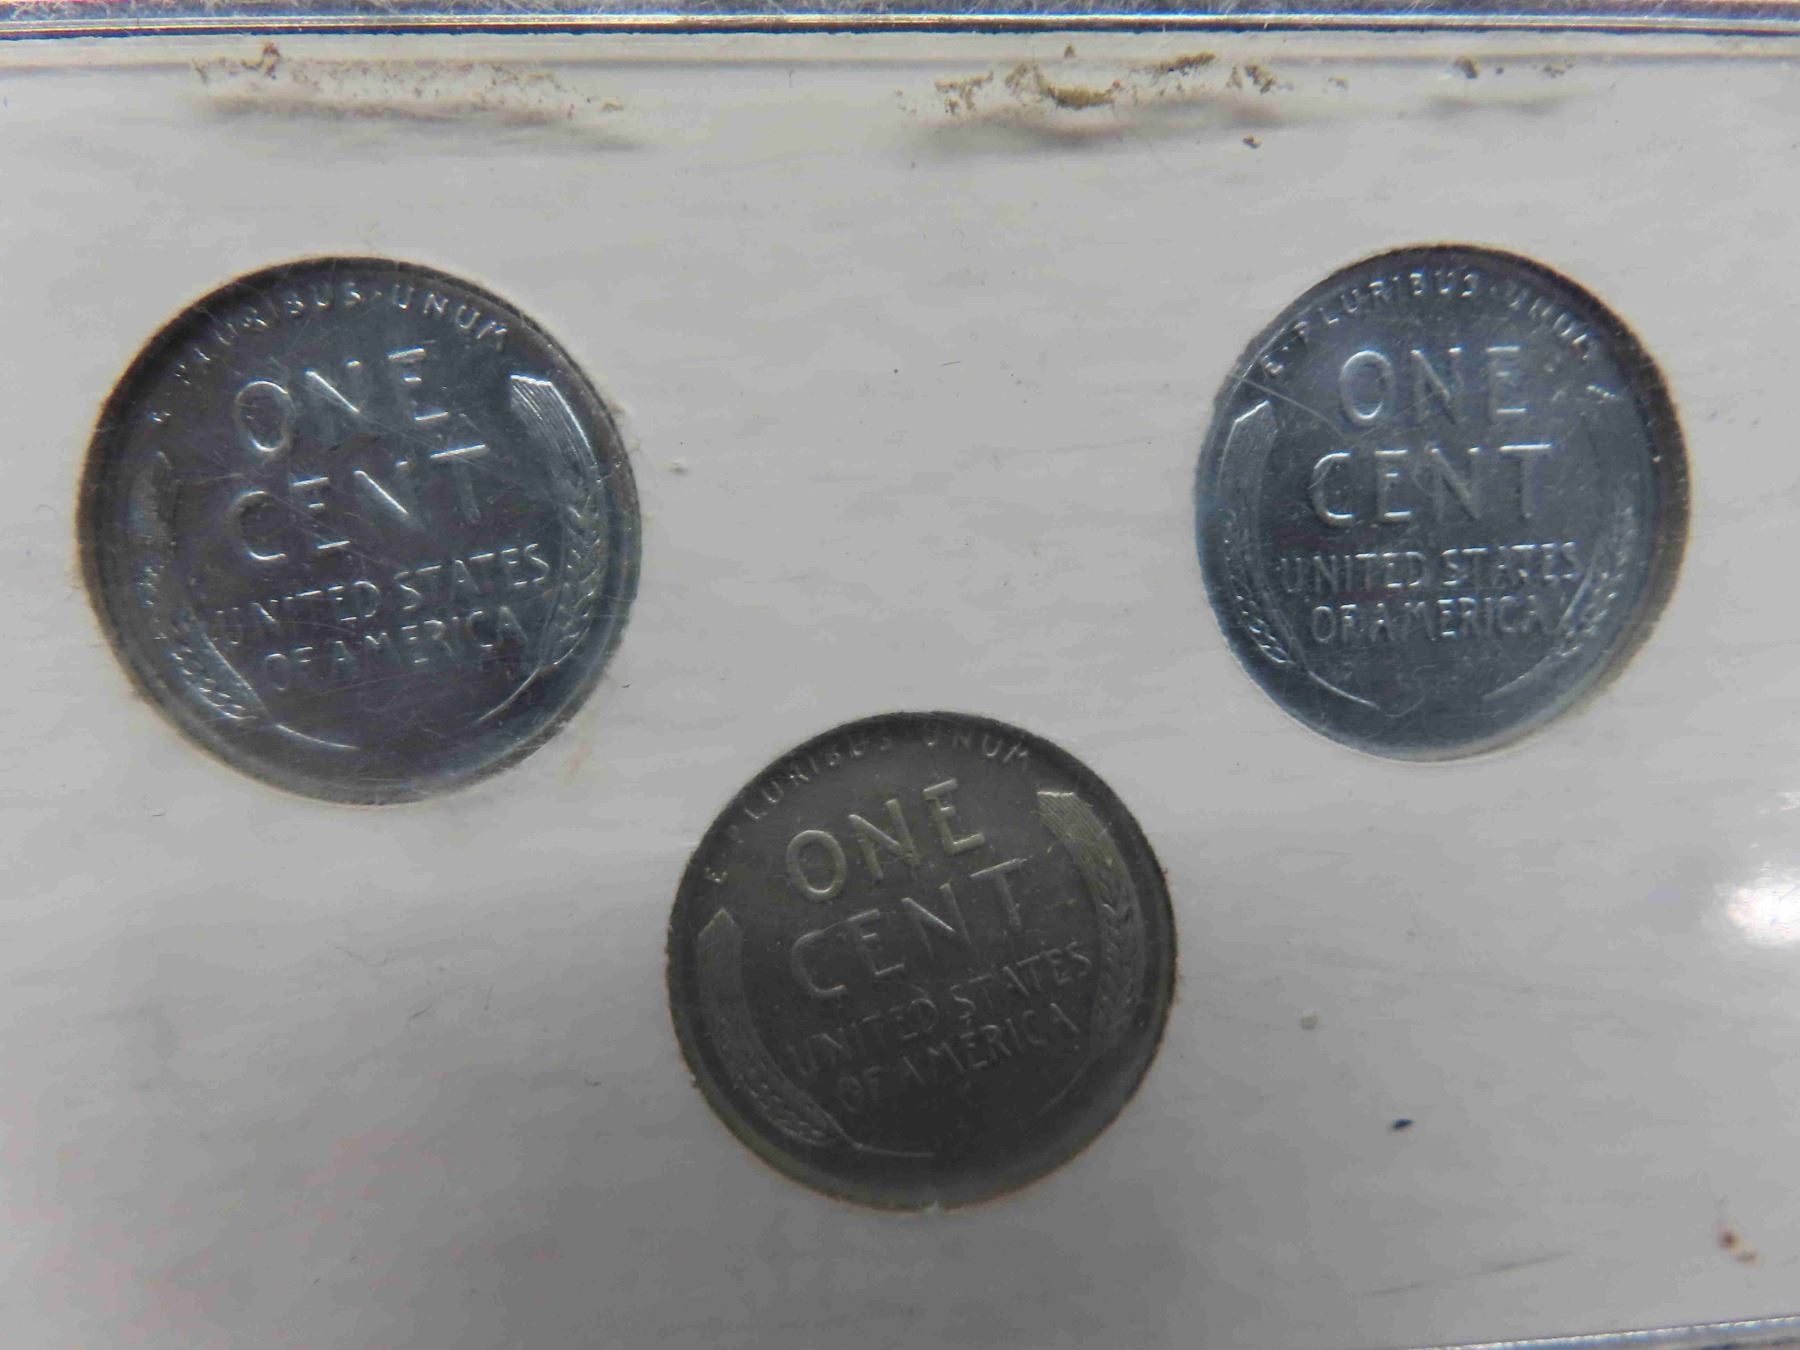 E · PLURIBUS · UNUM
ONE
CENT
UNITED STATES
OF AMERICA
E · PLURIBUS · UNUM
ONE
CENT
UNITED STATES
OF AMERICA
E PLURIBUS UNUM
ONE
CENT
UNITED STATES
OF AMERICA